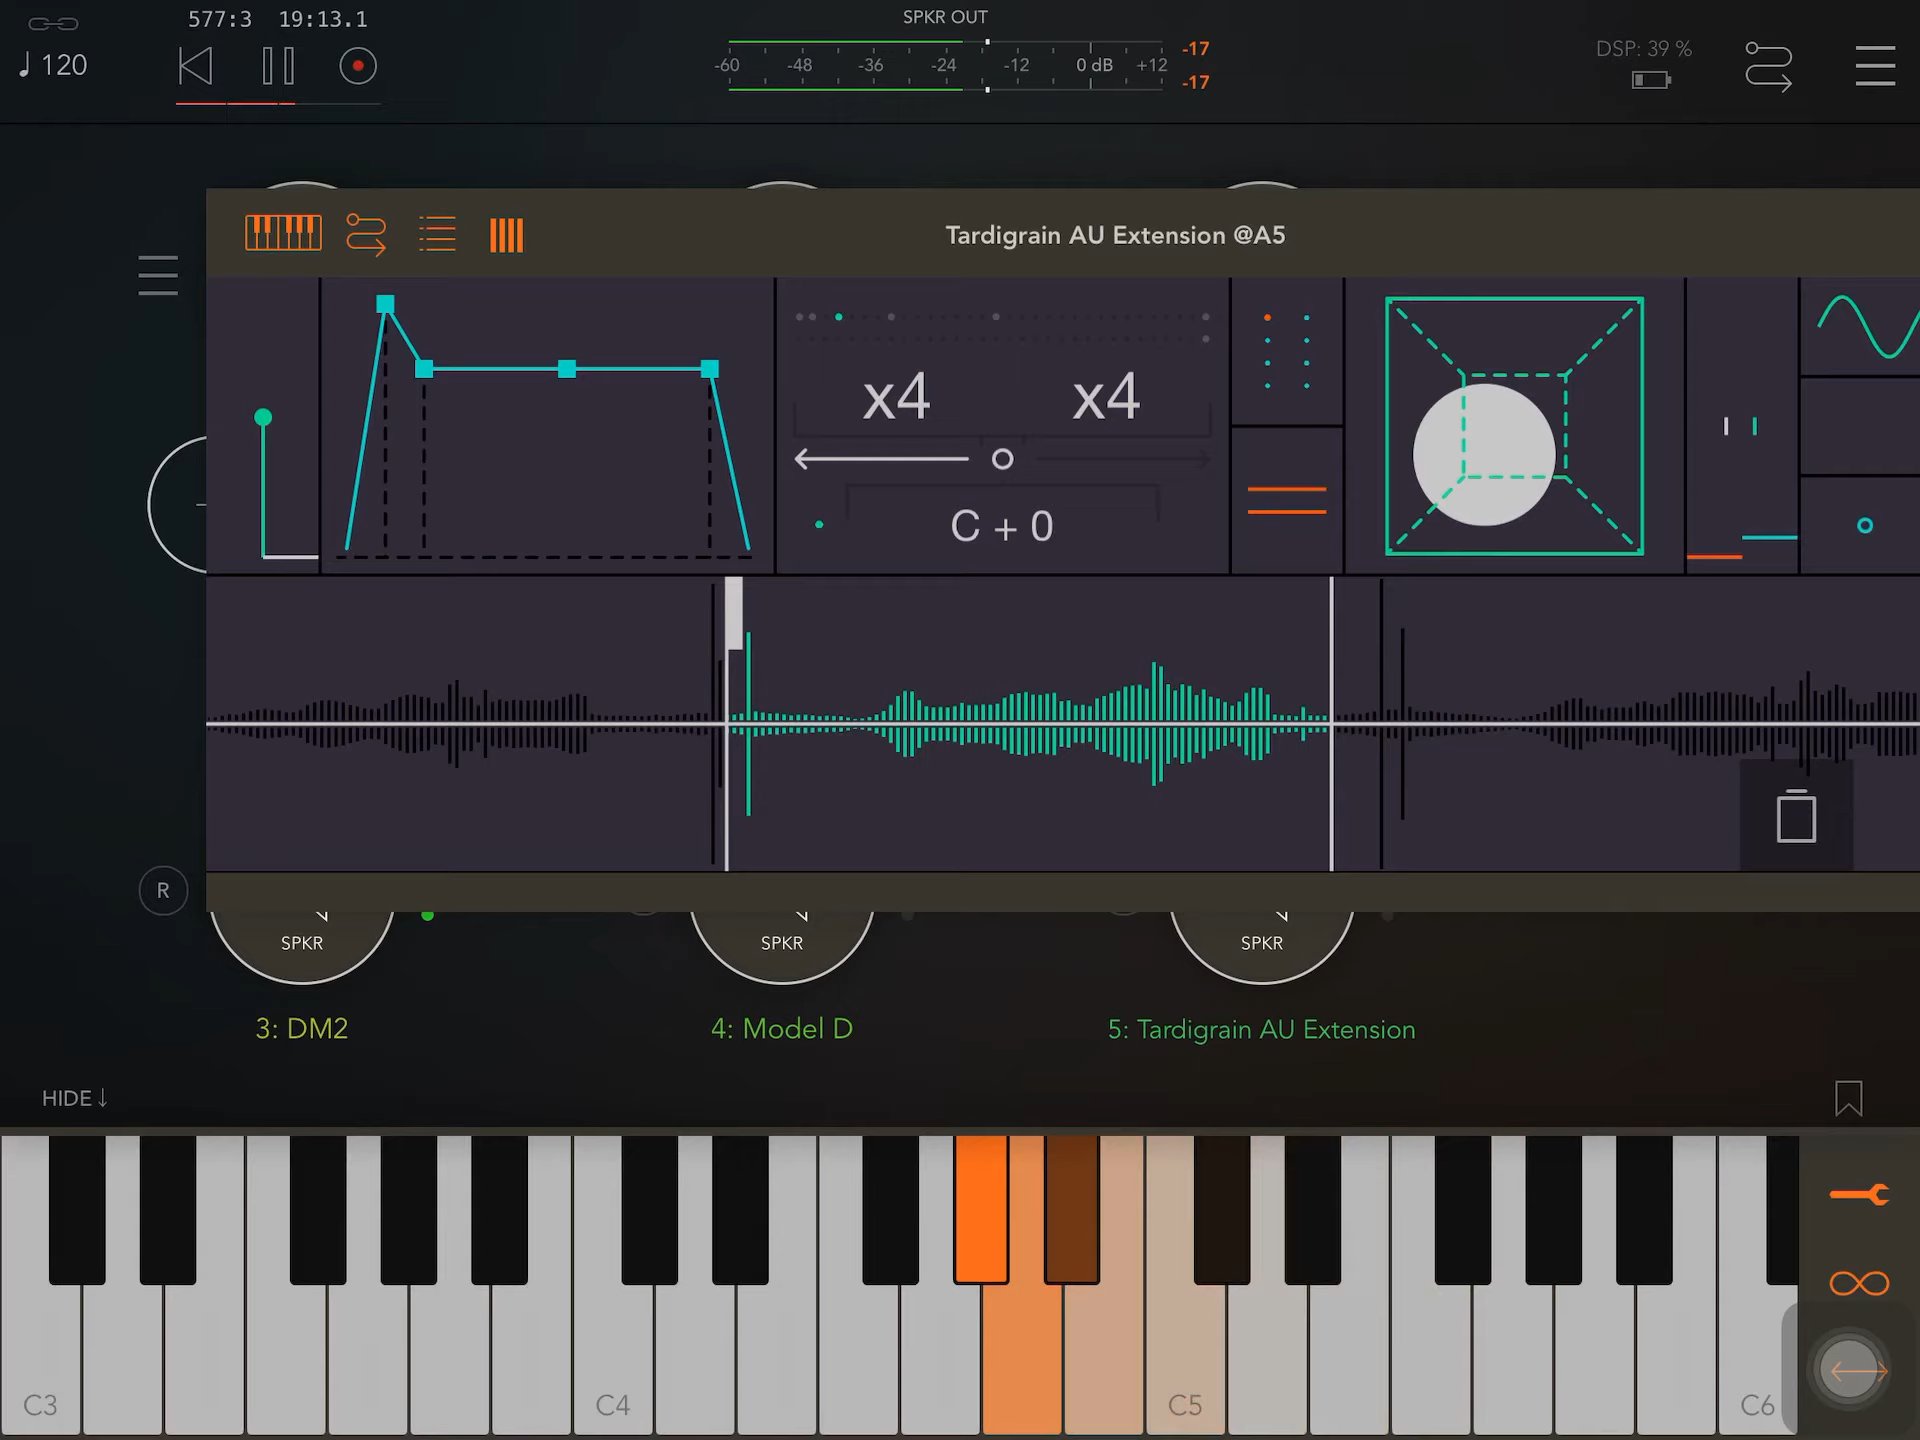 577:3 19:13.1
♩ 120
SPKR OUT
-60 -48 -36 -24 -12 0 dB +12
-17
-17
DSP: 39 %
Tardigrain AU Extension @A5
x4 x4
C + 0
R
SPKR SPKR SPKR
3: DM2 4: Model D 5: Tardigrain AU Extension
HIDE ↓
C3 C4 C5 C6